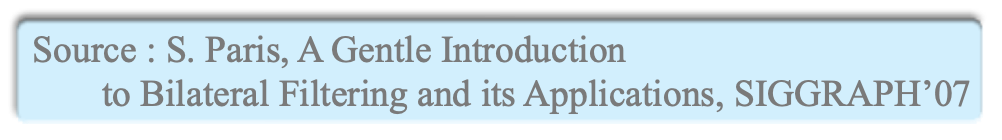 Source : S. Paris, A Gentle Introduction
to Bilateral Filtering and its Applications, SIGGRAPH’07